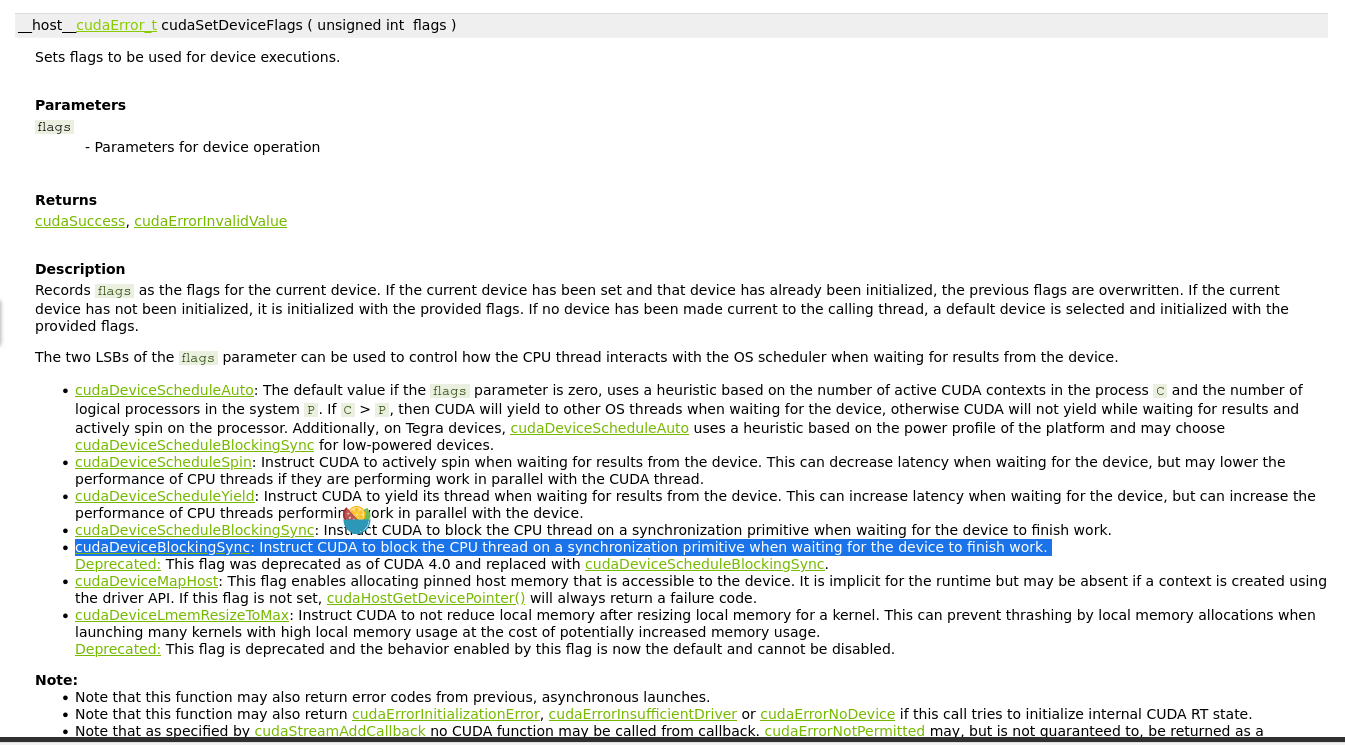 __host__cudaError_t cudaSetDeviceFlags ( unsigned int  flags )
Sets flags to be used for device executions.
Parameters
flags
- Parameters for device operation
Returns
cudaSuccess, cudaErrorInvalidValue
Description
Records flags as the flags for the current device. If the current device has been set and that device has already been initialized, the previous flags are overwritten. If the current
device has not been initialized, it is initialized with the provided flags. If no device has been made current to the calling thread, a default device is selected and initialized with the
provided flags.
The two LSBs of the flags parameter can be used to control how the CPU thread interacts with the OS scheduler when waiting for results from the device.
• cudaDeviceScheduleAuto: The default value if the flags parameter is zero, uses a heuristic based on the number of active CUDA contexts in the process C and the number of
logical processors in the system P. If C > P, then CUDA will yield to other OS threads when waiting for the device, otherwise CUDA will not yield while waiting for results and
actively spin on the processor. Additionally, on Tegra devices, cudaDeviceScheduleAuto uses a heuristic based on the power profile of the platform and may choose
cudaDeviceScheduleBlockingSync for low-powered devices.
• cudaDeviceScheduleSpin: Instruct CUDA to actively spin when waiting for results from the device. This can decrease latency when waiting for the device, but may lower the
performance of CPU threads if they are performing work in parallel with the CUDA thread.
• cudaDeviceScheduleYield: Instruct CUDA to yield its thread when waiting for results from the device. This can increase latency when waiting for the device, but can increase the
performance of CPU threads performing work in parallel with the device.
• cudaDeviceScheduleBlockingSync: Instruct CUDA to block the CPU thread on a synchronization primitive when waiting for the device to finish work.
• cudaDeviceBlockingSync: Instruct CUDA to block the CPU thread on a synchronization primitive when waiting for the device to finish work.
Deprecated: This flag was deprecated as of CUDA 4.0 and replaced with cudaDeviceScheduleBlockingSync.
• cudaDeviceMapHost: This flag enables allocating pinned host memory that is accessible to the device. It is implicit for the runtime but may be absent if a context is created using
the driver API. If this flag is not set, cudaHostGetDevicePointer() will always return a failure code.
• cudaDeviceLmemResizeToMax: Instruct CUDA to not reduce local memory after resizing local memory for a kernel. This can prevent thrashing by local memory allocations when
launching many kernels with high local memory usage at the cost of potentially increased memory usage.
Deprecated: This flag is deprecated and the behavior enabled by this flag is now the default and cannot be disabled.
Note:
• Note that this function may also return error codes from previous, asynchronous launches.
• Note that this function may also return cudaErrorInitializationError, cudaErrorInsufficientDriver or cudaErrorNoDevice if this call tries to initialize internal CUDA RT state.
• Note that as specified by cudaStreamAddCallback no CUDA function may be called from callback. cudaErrorNotPermitted may, but is not guaranteed to, be returned as a